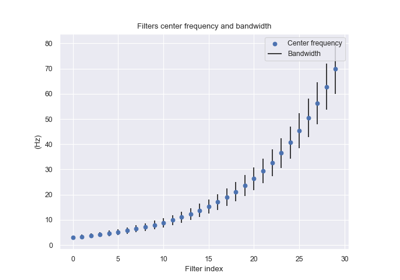 Filters center frequency and bandwidth
Center frequency
Bandwidth
80
70
60
50
40
30
20
10
0
(Hz)
0 5 10 15 20 25 30
Filter index